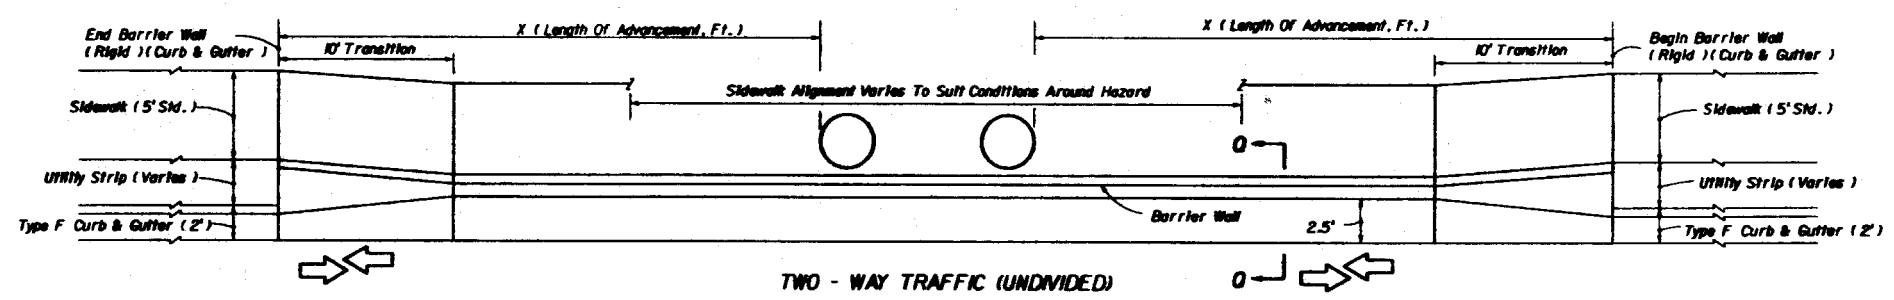 End Barrier Wall
(Rigid)(Curb & Gutter)
X (Length Of Advancement, Ft.)
X (Length Of Advancement, Ft.)
Begin Barrier Wall
(Rigid)(Curb & Gutter)
10' Transition
10' Transition
Sidewalk Alignment Varies To Suit Conditions Around Hazard
Sidewalk (5' Std.)
Sidewalk (5' Std.)
Q
Utility Strip (Varies)
Utility Strip (Varies)
Barrier Wall
2.5'
Type F Curb & Gutter (2')
Type F Curb & Gutter (2')
Q
TWO - WAY TRAFFIC (UNDIVIDED)